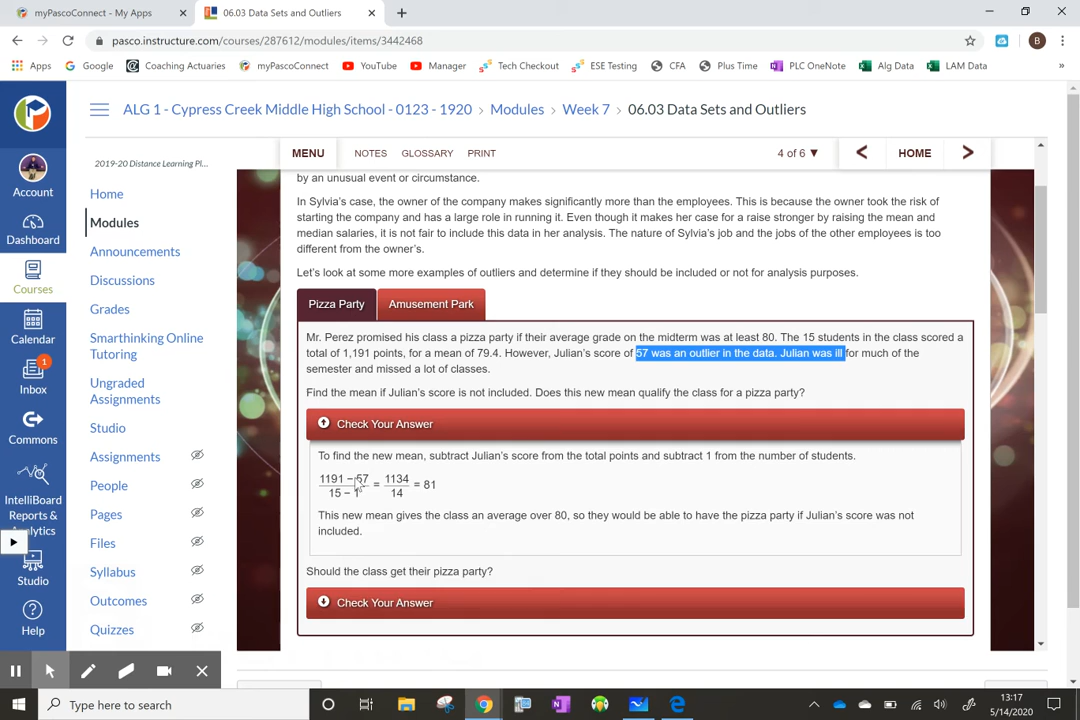 myPascoConnect - My Apps
06.03 Data Sets and Outliers
pasco.instructure.com/courses/287612/modules/items/3442468
B
Apps Google Coaching Actuaries myPascoConnect YouTube Manager Tech Checkout ESE Testing CFA Plus Time PLC OneNote Alg Data LAM Data
ALG 1 - Cypress Creek Middle High School - 0123 - 1920 > Modules > Week 7 > 06.03 Data Sets and Outliers
Account
Dashboard
Courses
Calendar
1
Inbox
Commons
IntelliBoard
Reports &
nalytics
Studio
Help
2019-20 Distance Learning Pl...
Home
Modules
Announcements
Discussions
Grades
Smarthinking Online
Tutoring
Ungraded
Assignments
Studio
Assignments
People
Pages
Files
Syllabus
Outcomes
Quizzes
MENU NOTES GLOSSARY PRINT 4 of 6 HOME
by an unusual event or circumstance.
In Sylvia's case, the owner of the company makes significantly more than the employees. This is because the owner took the risk of
starting the company and has a large role in running it. Even though it makes her case for a raise stronger by raising the mean and
median salaries, it is not fair to include this data in her analysis. The nature of Sylvia's job and the jobs of the other employees is too
different from the owner's.
Let's look at some more examples of outliers and determine if they should be included or not for analysis purposes.
Pizza Party Amusement Park
Mr. Perez promised his class a pizza party if their average grade on the midterm was at least 80. The 15 students in the class scored a
total of 1,191 points, for a mean of 79.4. However, Julian's score of 57 was an outlier in the data. Julian was ill for much of the
semester and missed a lot of classes.
Find the mean if Julian's score is not included. Does this new mean qualify the class for a pizza party?
Check Your Answer
To find the new mean, subtract Julian's score from the total points and subtract 1 from the number of students.
1191 − 57 1134
= = 81
15 − 1 14
This new mean gives the class an average over 80, so they would be able to have the pizza party if Julian's score was not
included.
Should the class get their pizza party?
Check Your Answer
Type here to search
13:17
5/14/2020